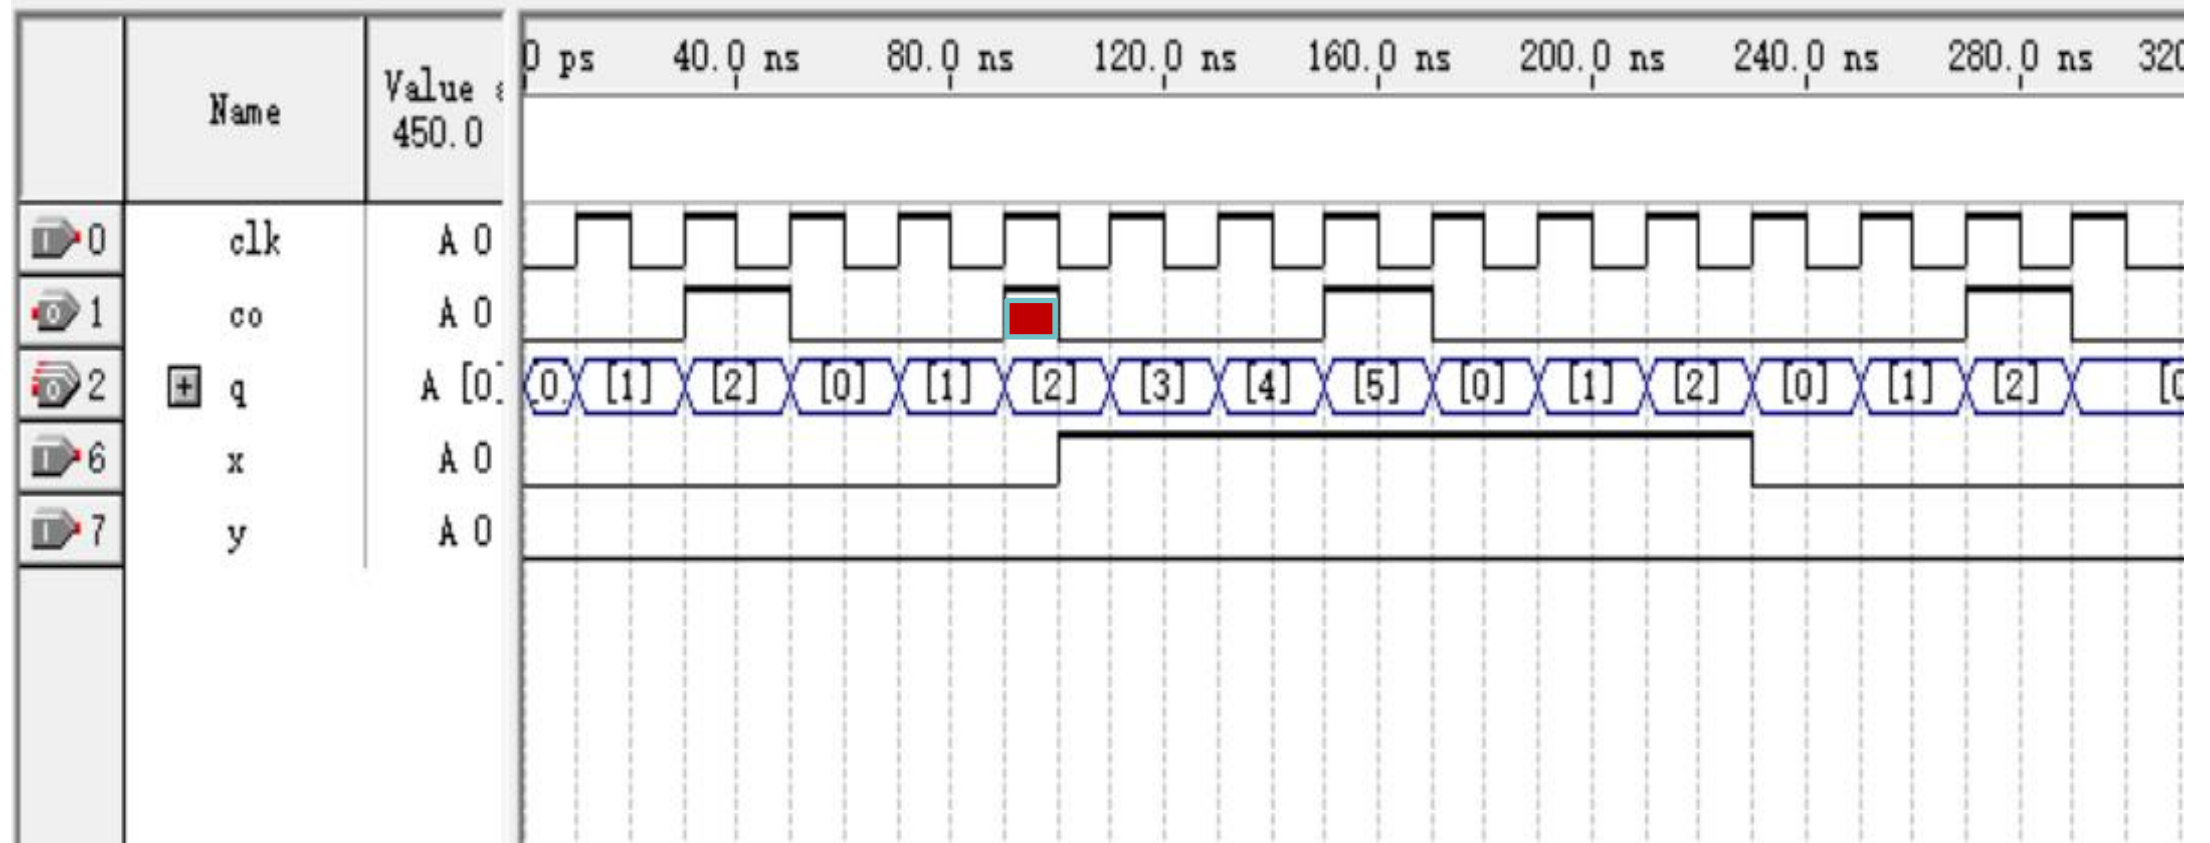 0 ps 40.0 ns 80.0 ns 120.0 ns 160.0 ns 200.0 ns 240.0 ns 280.0 ns 320
Name
Value
450.0
0 clk A 0
1 co A 0
2 + q A [0] 0 [1] [2] [0] [1] [2] [3] [4] [5] [0] [1] [2] [0] [1] [2] [0
6 x A 0
7 y A 0